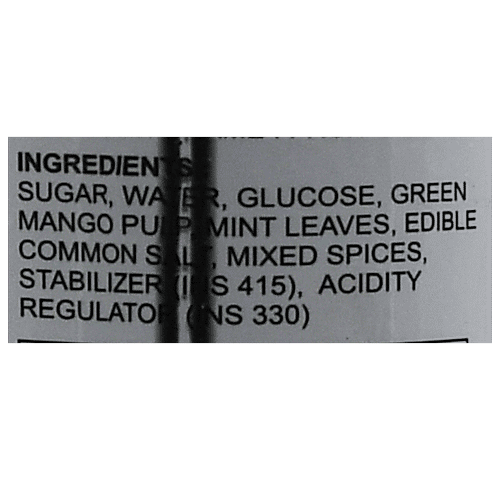 INGREDIENTS
SUGAR, WATER, GLUCOSE, GREEN
MANGO PULP, MINT LEAVES, EDIBLE
COMMON SALT, MIXED SPICES,
STABILIZER (INS 415), ACIDITY
REGULATOR (INS 330)